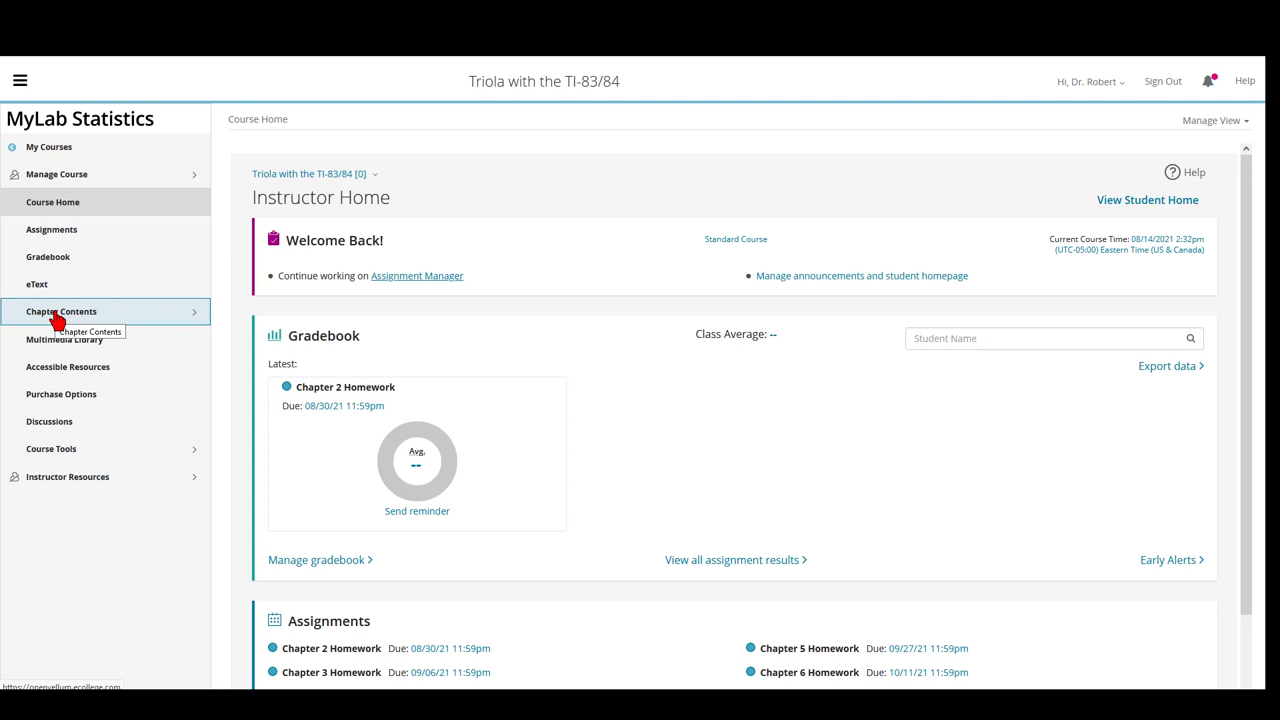 Triola with the TI-83/84
Hi, Dr. Robert
Sign Out
Help
MyLab Statistics
My Courses
Manage Course
Course Home
Assignments
Gradebook
eText
Chapter Contents
Chapter Contents
Multimedia Library
Accessible Resources
Purchase Options
Discussions
Course Tools
Instructor Resources
https://openvellum.ecollege.com
Course Home
Manage View
Triola with the TI-83/84 [0]
Help
Instructor Home
View Student Home
Welcome Back!
Standard Course
Current Course Time: 08/14/2021 2:32pm
(UTC-05:00) Eastern Time (US & Canada)
Continue working on Assignment Manager
Manage announcements and student homepage
Gradebook
Class Average: --
Student Name
Latest:
Export data
Chapter 2 Homework
Due: 08/30/21 11:59pm
Avg.
--
Send reminder
Manage gradebook
View all assignment results
Early Alerts
Assignments
Chapter 2 Homework Due: 08/30/21 11:59pm
Chapter 5 Homework Due: 09/27/21 11:59pm
Chapter 3 Homework Due: 09/06/21 11:59pm
Chapter 6 Homework Due: 10/11/21 11:59pm